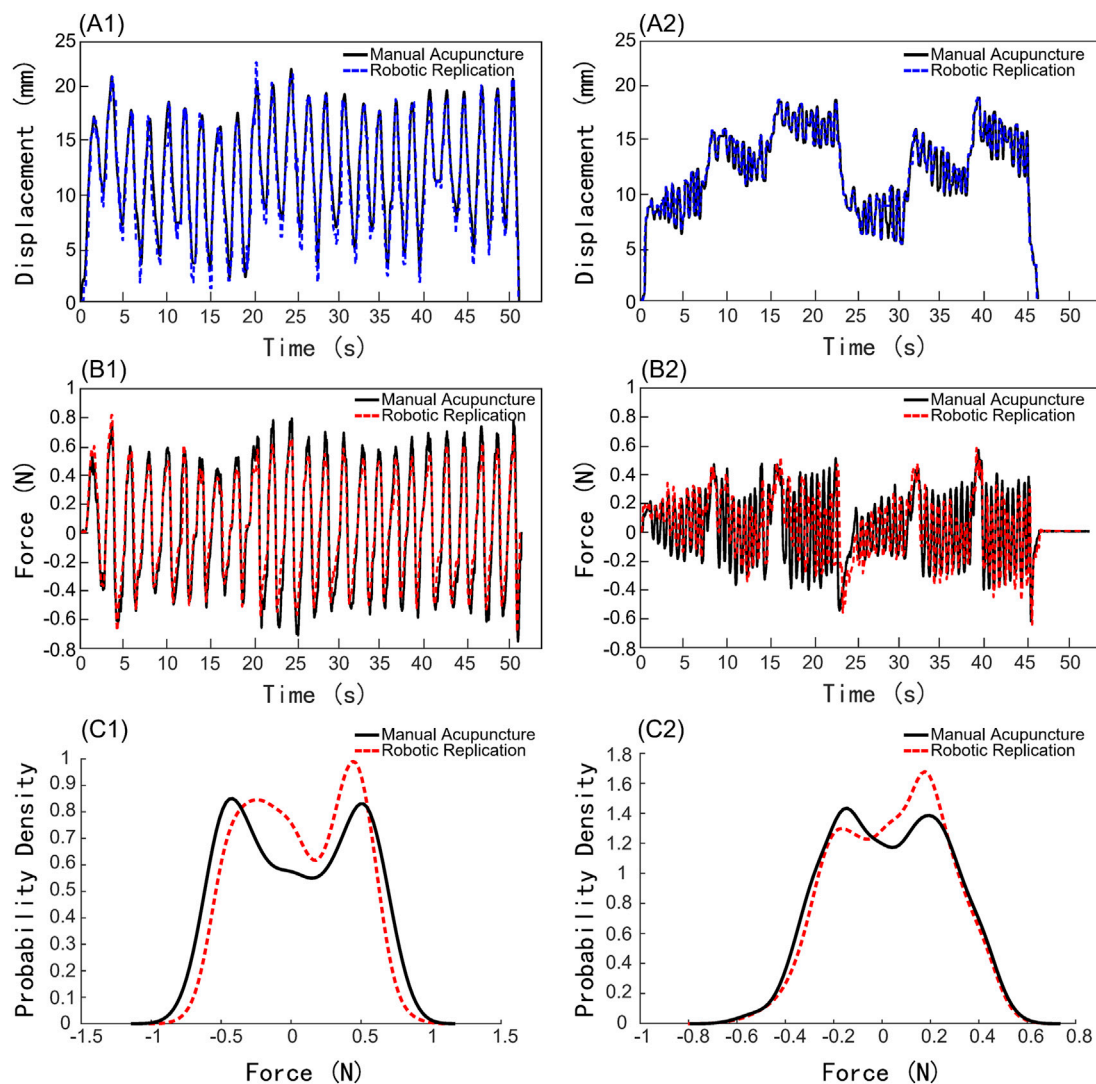 (A1)
25
20
15
10
5
0
Displacement (mm)
Manual Acupuncture
Robotic Replication
0 5 10 15 20 25 30 35 40 45 50
Time (s)
(A2)
25
20
15
10
5
0
Displacement (mm)
Manual Acupuncture
Robotic Replication
0 5 10 15 20 25 30 35 40 45 50
Time (s)
(B1)
1
0.8
0.6
0.4
0.2
0
-0.2
-0.4
-0.6
-0.8
Force (N)
Manual Acupuncture
Robotic Replication
0 5 10 15 20 25 30 35 40 45 50
Time (s)
(B2)
1
0.8
0.6
0.4
0.2
0
-0.2
-0.4
-0.6
-0.8
Force (N)
Manual Acupuncture
Robotic Replication
0 5 10 15 20 25 30 35 40 45 50
Time (s)
(C1)
Manual Acupuncture
Robotic Replication
1
0.9
0.8
0.7
0.6
0.5
0.4
0.3
0.2
0.1
0
Probability Density
-1.5 -1 -0.5 0 0.5 1 1.5
Force (N)
(C2)
Manual Acupuncture
Robotic Replication
1.8
1.6
1.4
1.2
1
0.8
0.6
0.4
0.2
0
Probability Density
-1 -0.8 -0.6 -0.4 -0.2 0 0.2 0.4 0.6 0.8
Force (N)